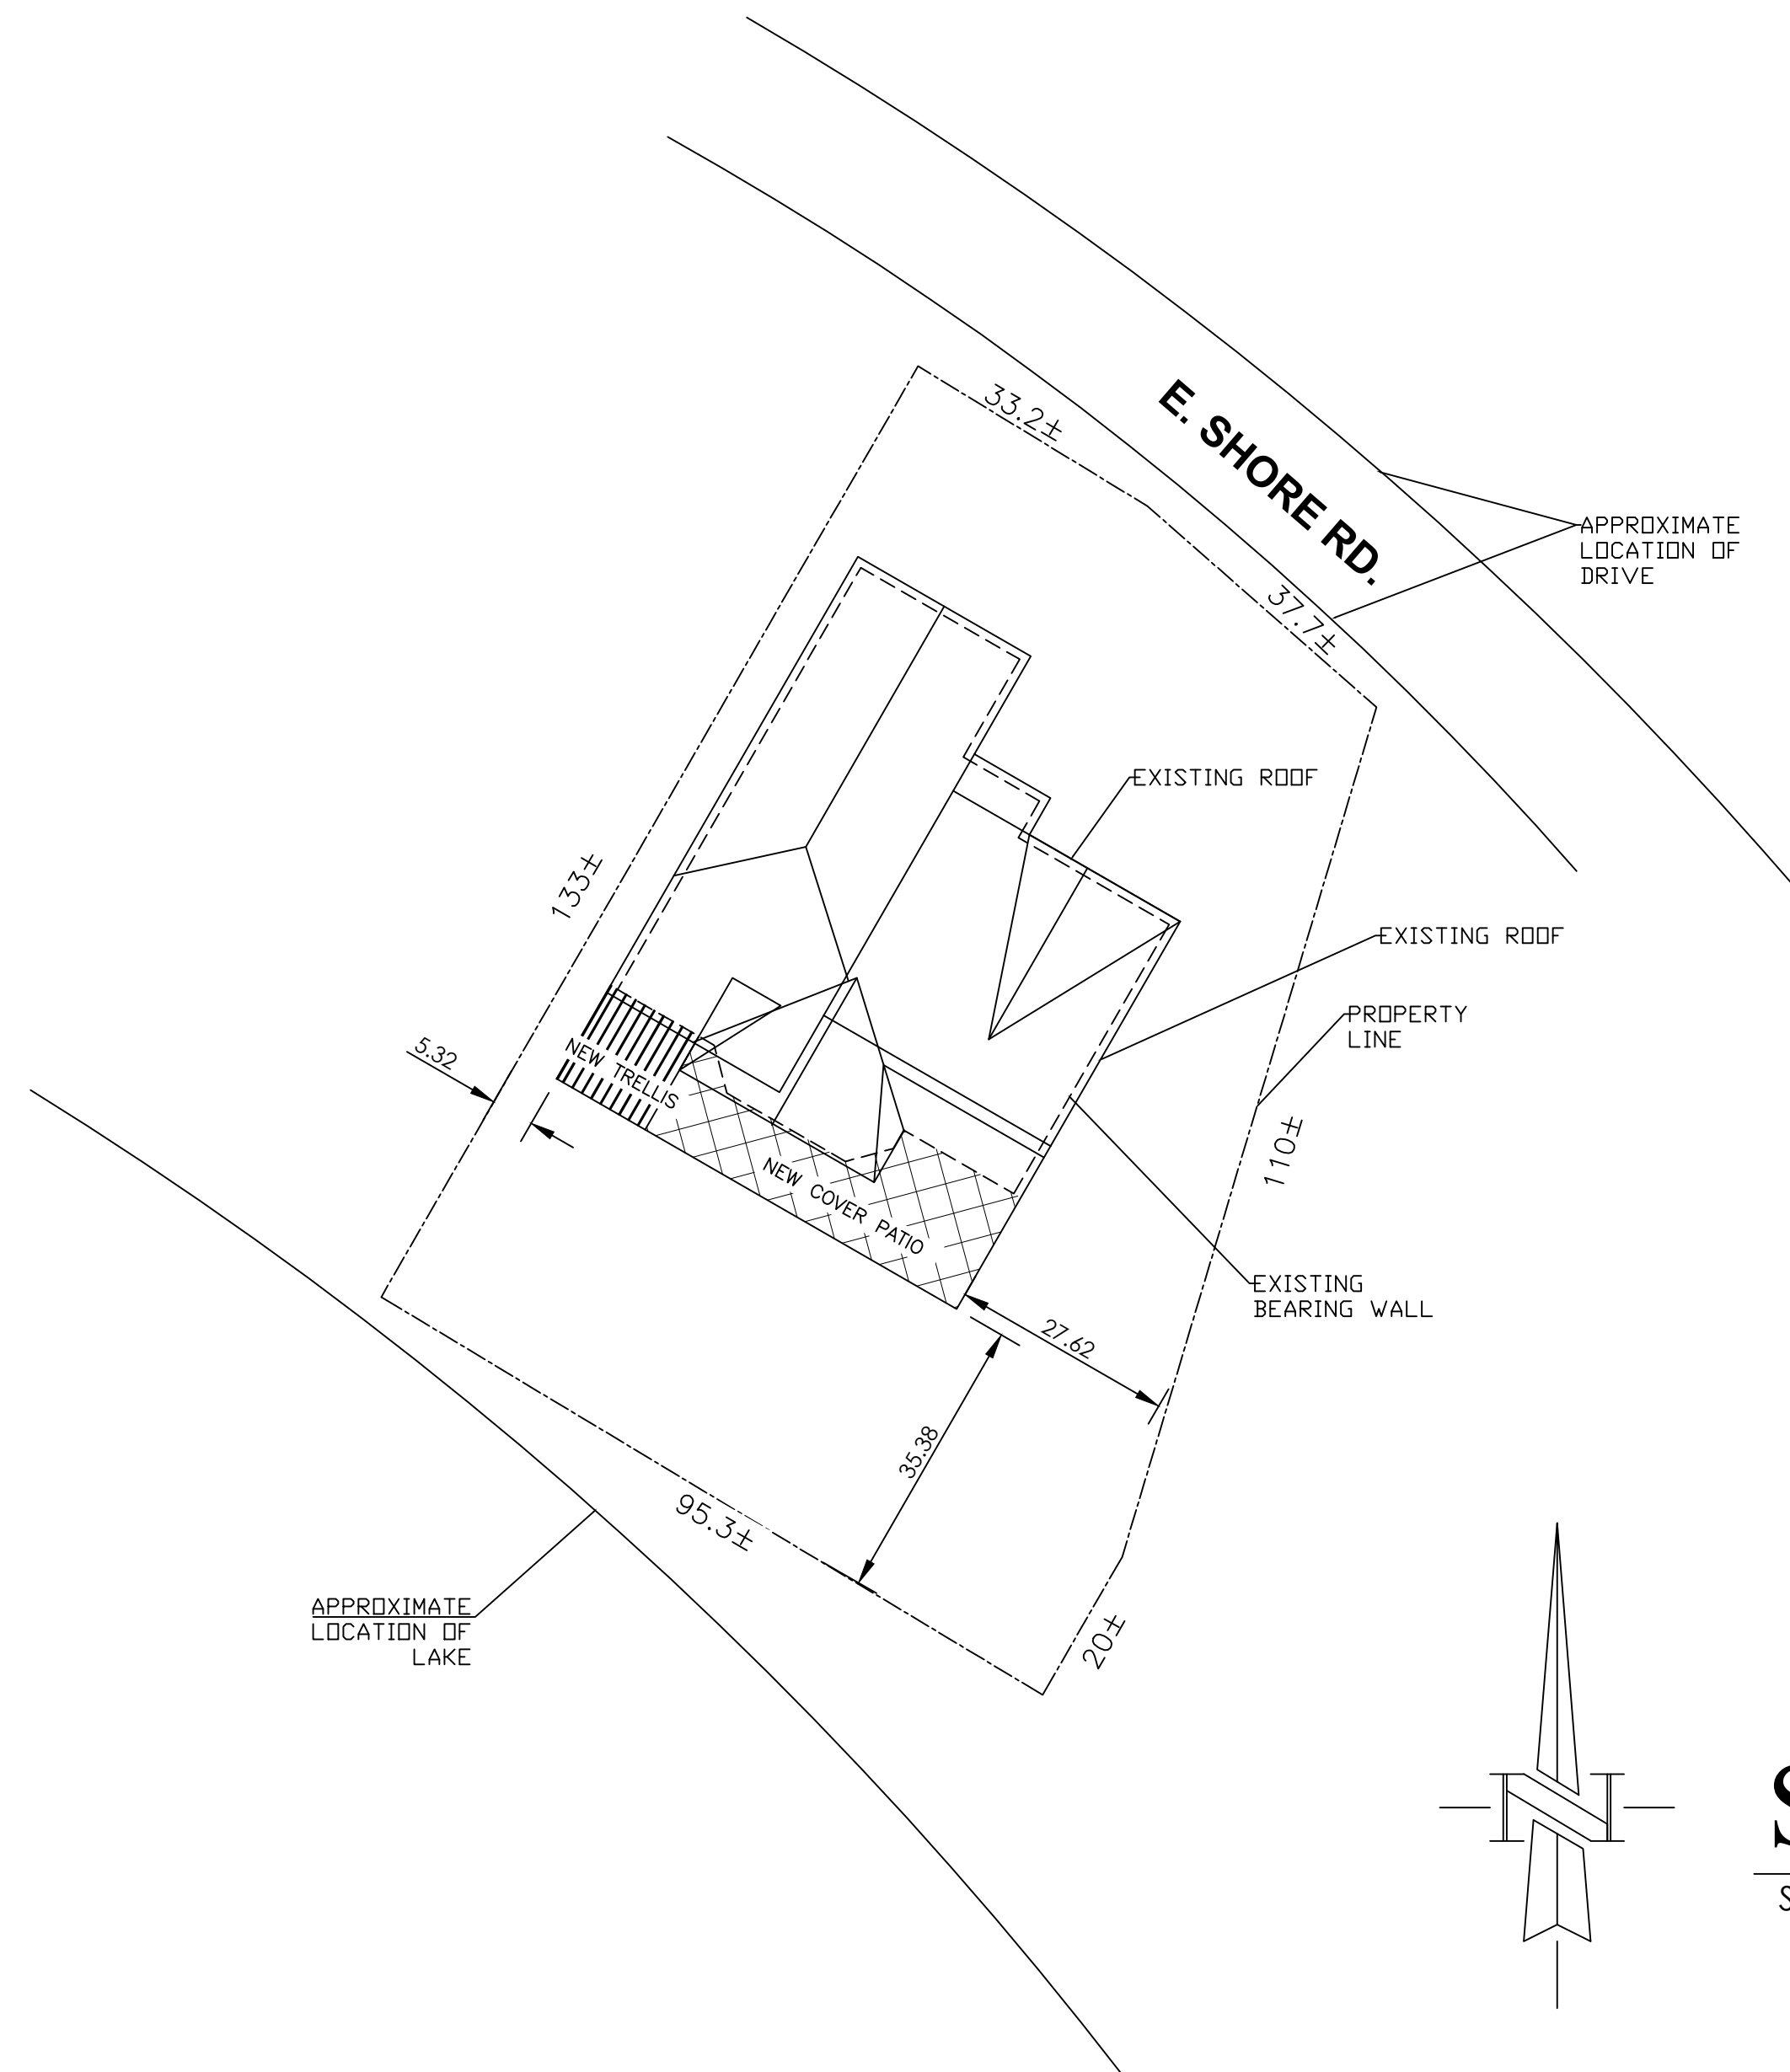 33.2±
E. SHORE RD.
APPROXIMATE
LOCATION OF
DRIVE
37.7±
EXISTING ROOF
133±
EXISTING ROOF
PROPERTY
LINE
5.32
NEW TRELLIS
110±
NEW COVER PATIO
EXISTING
BEARING WALL
27.62
35.38
95.3±
APPROXIMATE
LOCATION OF
LAKE
20±
N
S
S